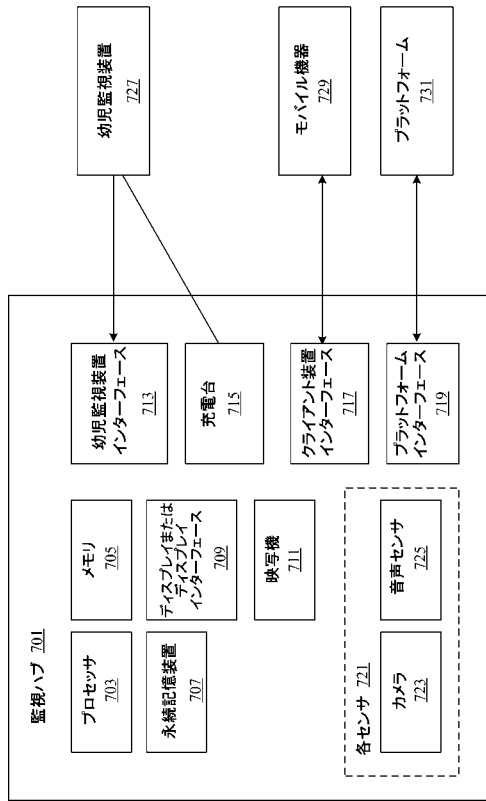 監視ハブ 701
プロセッサ
703
メモリ
705
永続記憶装置
707
ディスプレイまたは
ディスプレイ
インターフェース
709
映写機
711
各センサ 721
カメラ
723
音声センサ
725
幼児監視装置
インターフェース
713
充電台
715
クライアント装置
インターフェース
717
プラットフォーム
インターフェース
719
幼児監視装置
727
モバイル機器
729
プラットフォーム
731